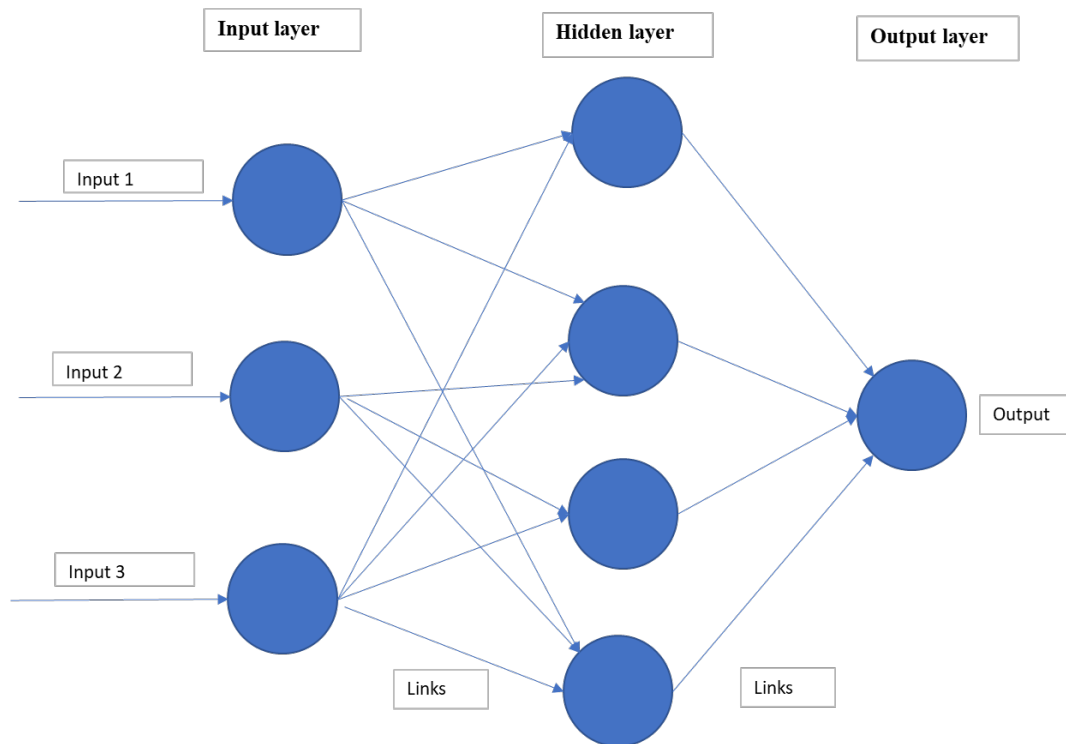 Input layer
Hidden layer
Output layer
Input 1
Input 2
Output
Input 3
Links
Links